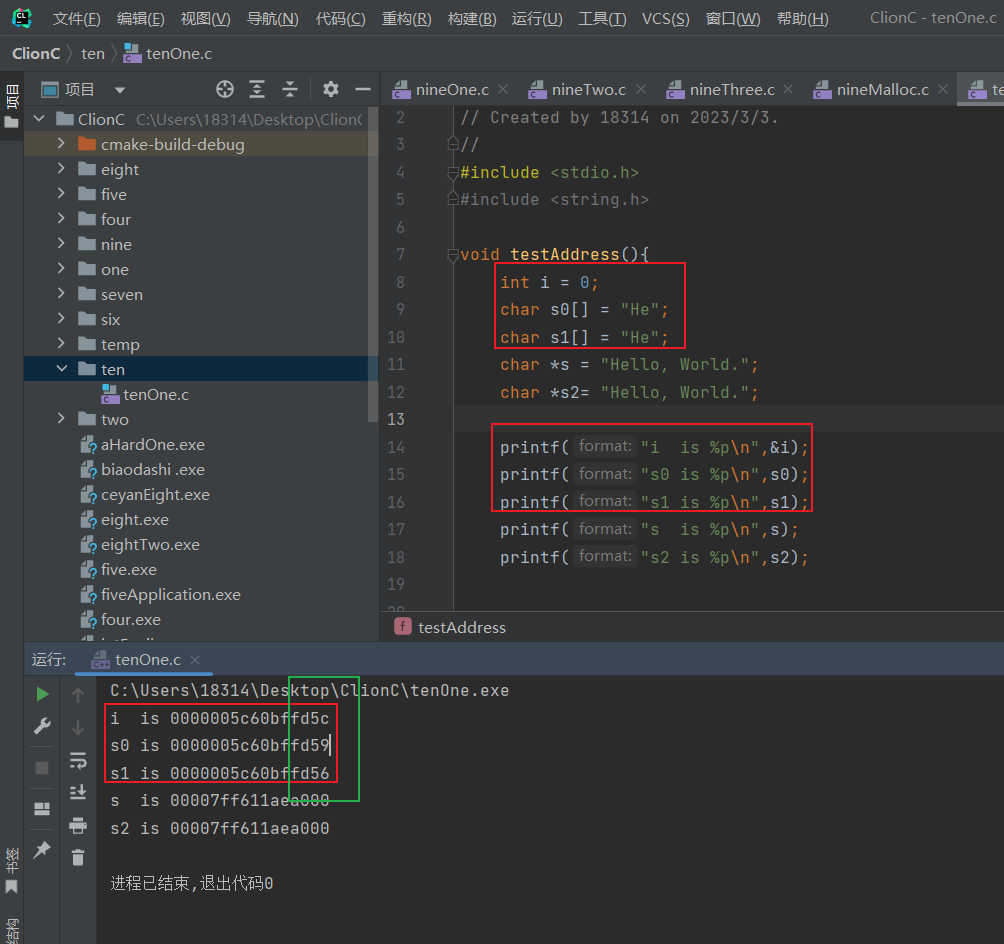 CL 文件(F) 编辑(E) 视图(V) 导航(N) 代码(C) 重构(R) 构建(B) 运行(U) 工具(T) VCS(S) 窗口(W) 帮助(H) ClionC - tenOne.c
ClionC ten tenOne.c
项目
项目
nineOne.c nineTwo.c nineThree.c nineMalloc.c te
ClionC C:\Users\18314\Desktop\ClionC
cmake-build-debug
eight
five
four
nine
one
seven
six
temp
ten
tenOne.c
two
aHardOne.exe
biaodashi .exe
ceyanEight.exe
eight.exe
eightTwo.exe
five.exe
fiveApplication.exe
four.exe
2 // Created by 18314 on 2023/3/3.
3 //
4 #include <stdio.h>
5 #include <string.h>
6
7 void testAddress(){
8 int i = 0;
9 char s0[] = "He";
10 char s1[] = "He";
11 char *s = "Hello, World.";
12 char *s2= "Hello, World.";
13
14 printf( format: "i  is %p\n",&i);
15 printf( format: "s0 is %p\n",s0);
16 printf( format: "s1 is %p\n",s1);
17 printf( format: "s  is %p\n",s);
18 printf( format: "s2 is %p\n",s2);
19
f testAddress
运行: tenOne.c
C:\Users\18314\Desktop\ClionC\tenOne.exe
i  is 0000005c60bffd5c
s0 is 0000005c60bffd59
s1 is 0000005c60bffd56
s  is 00007ff611aea000
s2 is 00007ff611aea000
进程已结束,退出代码0
书签
结构